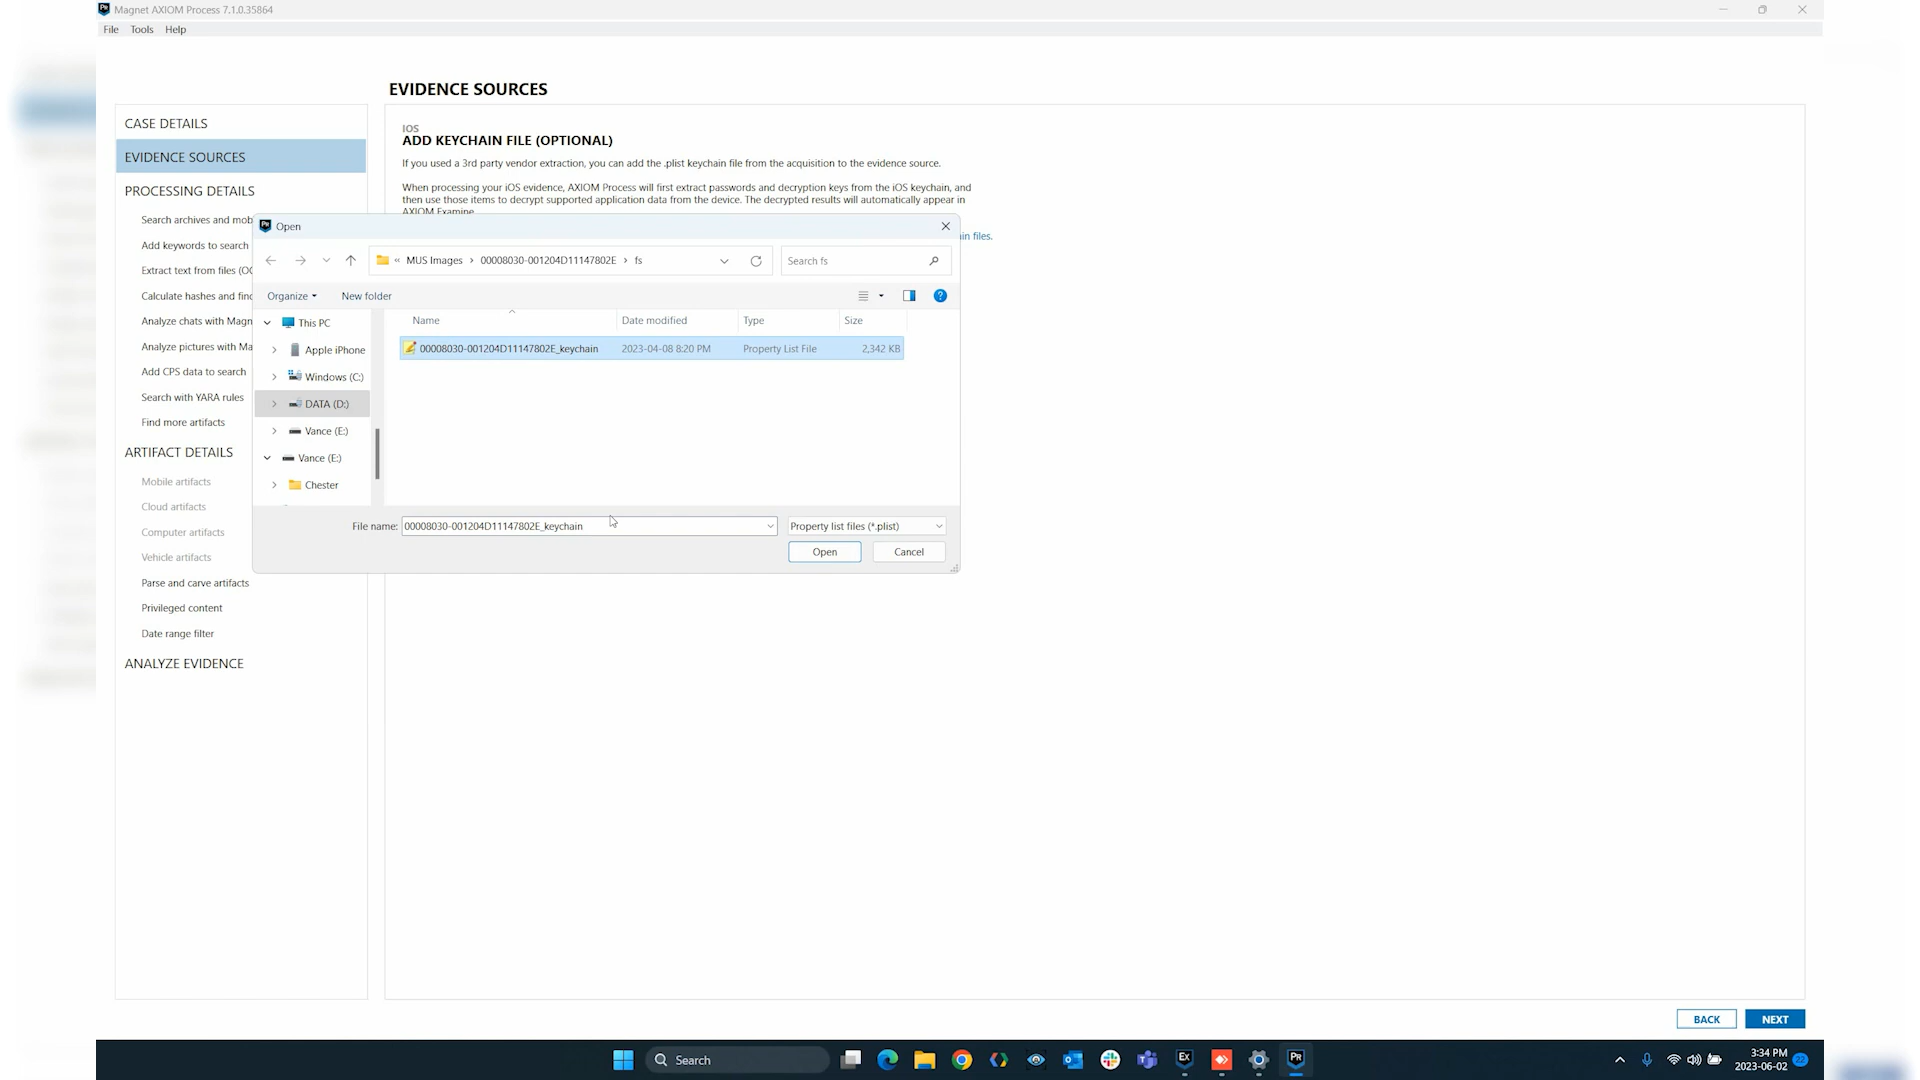 Magnet AXIOM Process 7.1.0.35864
File Tools Help
EVIDENCE SOURCES
CASE DETAILS
EVIDENCE SOURCES
PROCESSING DETAILS
Search archives and mob
Add keywords to search
Extract text from files (OC
Calculate hashes and find
Analyze chats with Magn
Analyze pictures with Ma
Add CPS data to search
Search with YARA rules
Find more artifacts
ARTIFACT DETAILS
Mobile artifacts
Cloud artifacts
Computer artifacts
Vehicle artifacts
Parse and carve artifacts
Privileged content
Date range filter
ANALYZE EVIDENCE
IOS
ADD KEYCHAIN FILE (OPTIONAL)
If you used a 3rd party vendor extraction, you can add the .plist keychain file from the acquisition to the evidence source.
When processing your iOS evidence, AXIOM Process will first extract passwords and decryption keys from the iOS keychain, and
then use those items to decrypt supported application data from the device. The decrypted results will automatically appear in
AXIOM Examine
in files.
Open
« MUS Images › 00008030-001204D11147802E › fs
Search fs
Organize New folder
This PC
Apple iPhone
Windows (C:)
DATA (D:)
Vance (E:)
Vance (E:)
Chester
Name Date modified Type Size
00008030-001204D11147802E_keychain 2023-04-08 8:20 PM Property List File 2,342 KB
File name: 00008030-001204D11147802E_keychain Property list files (*.plist)
Open Cancel
BACK NEXT
Search
3:34 PM
2023-06-02
22